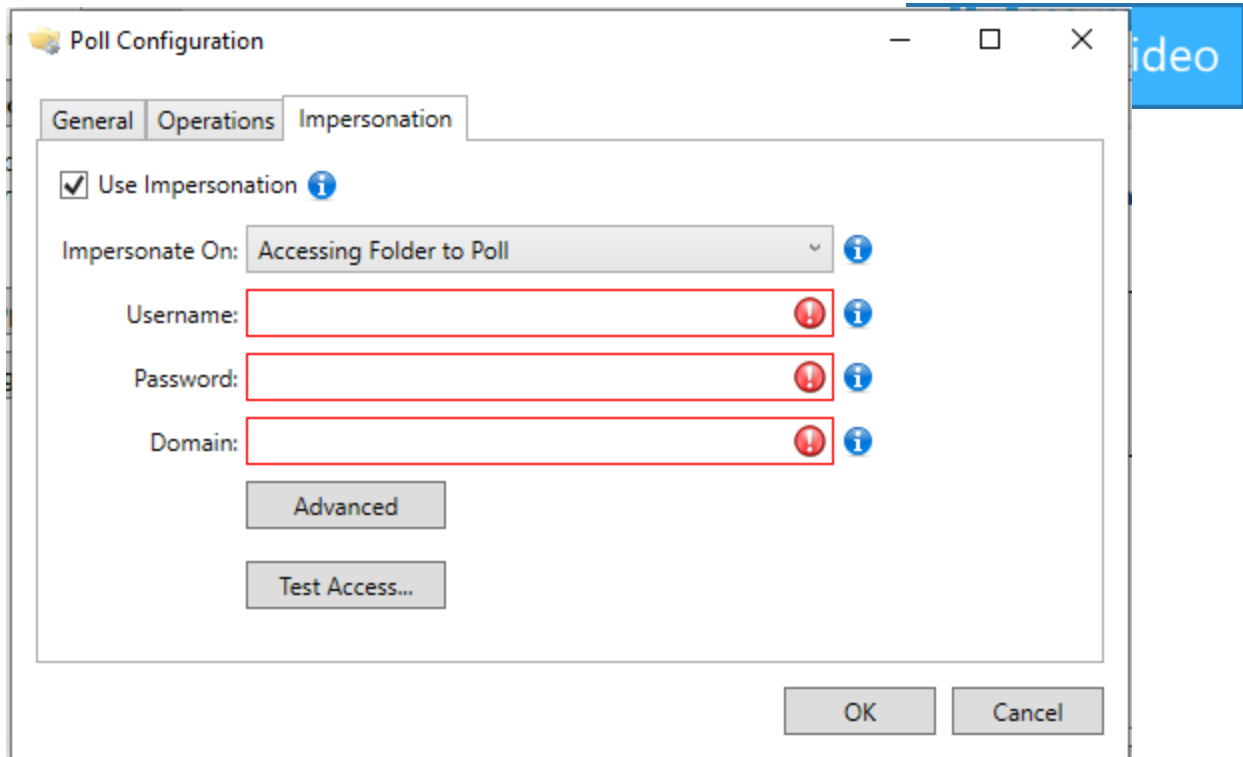 Poll Configuration
ideo
General Operations Impersonation
Use Impersonation
Impersonate On: Accessing Folder to Poll
Username:
Password:
Domain:
Advanced
Test Access...
OK Cancel